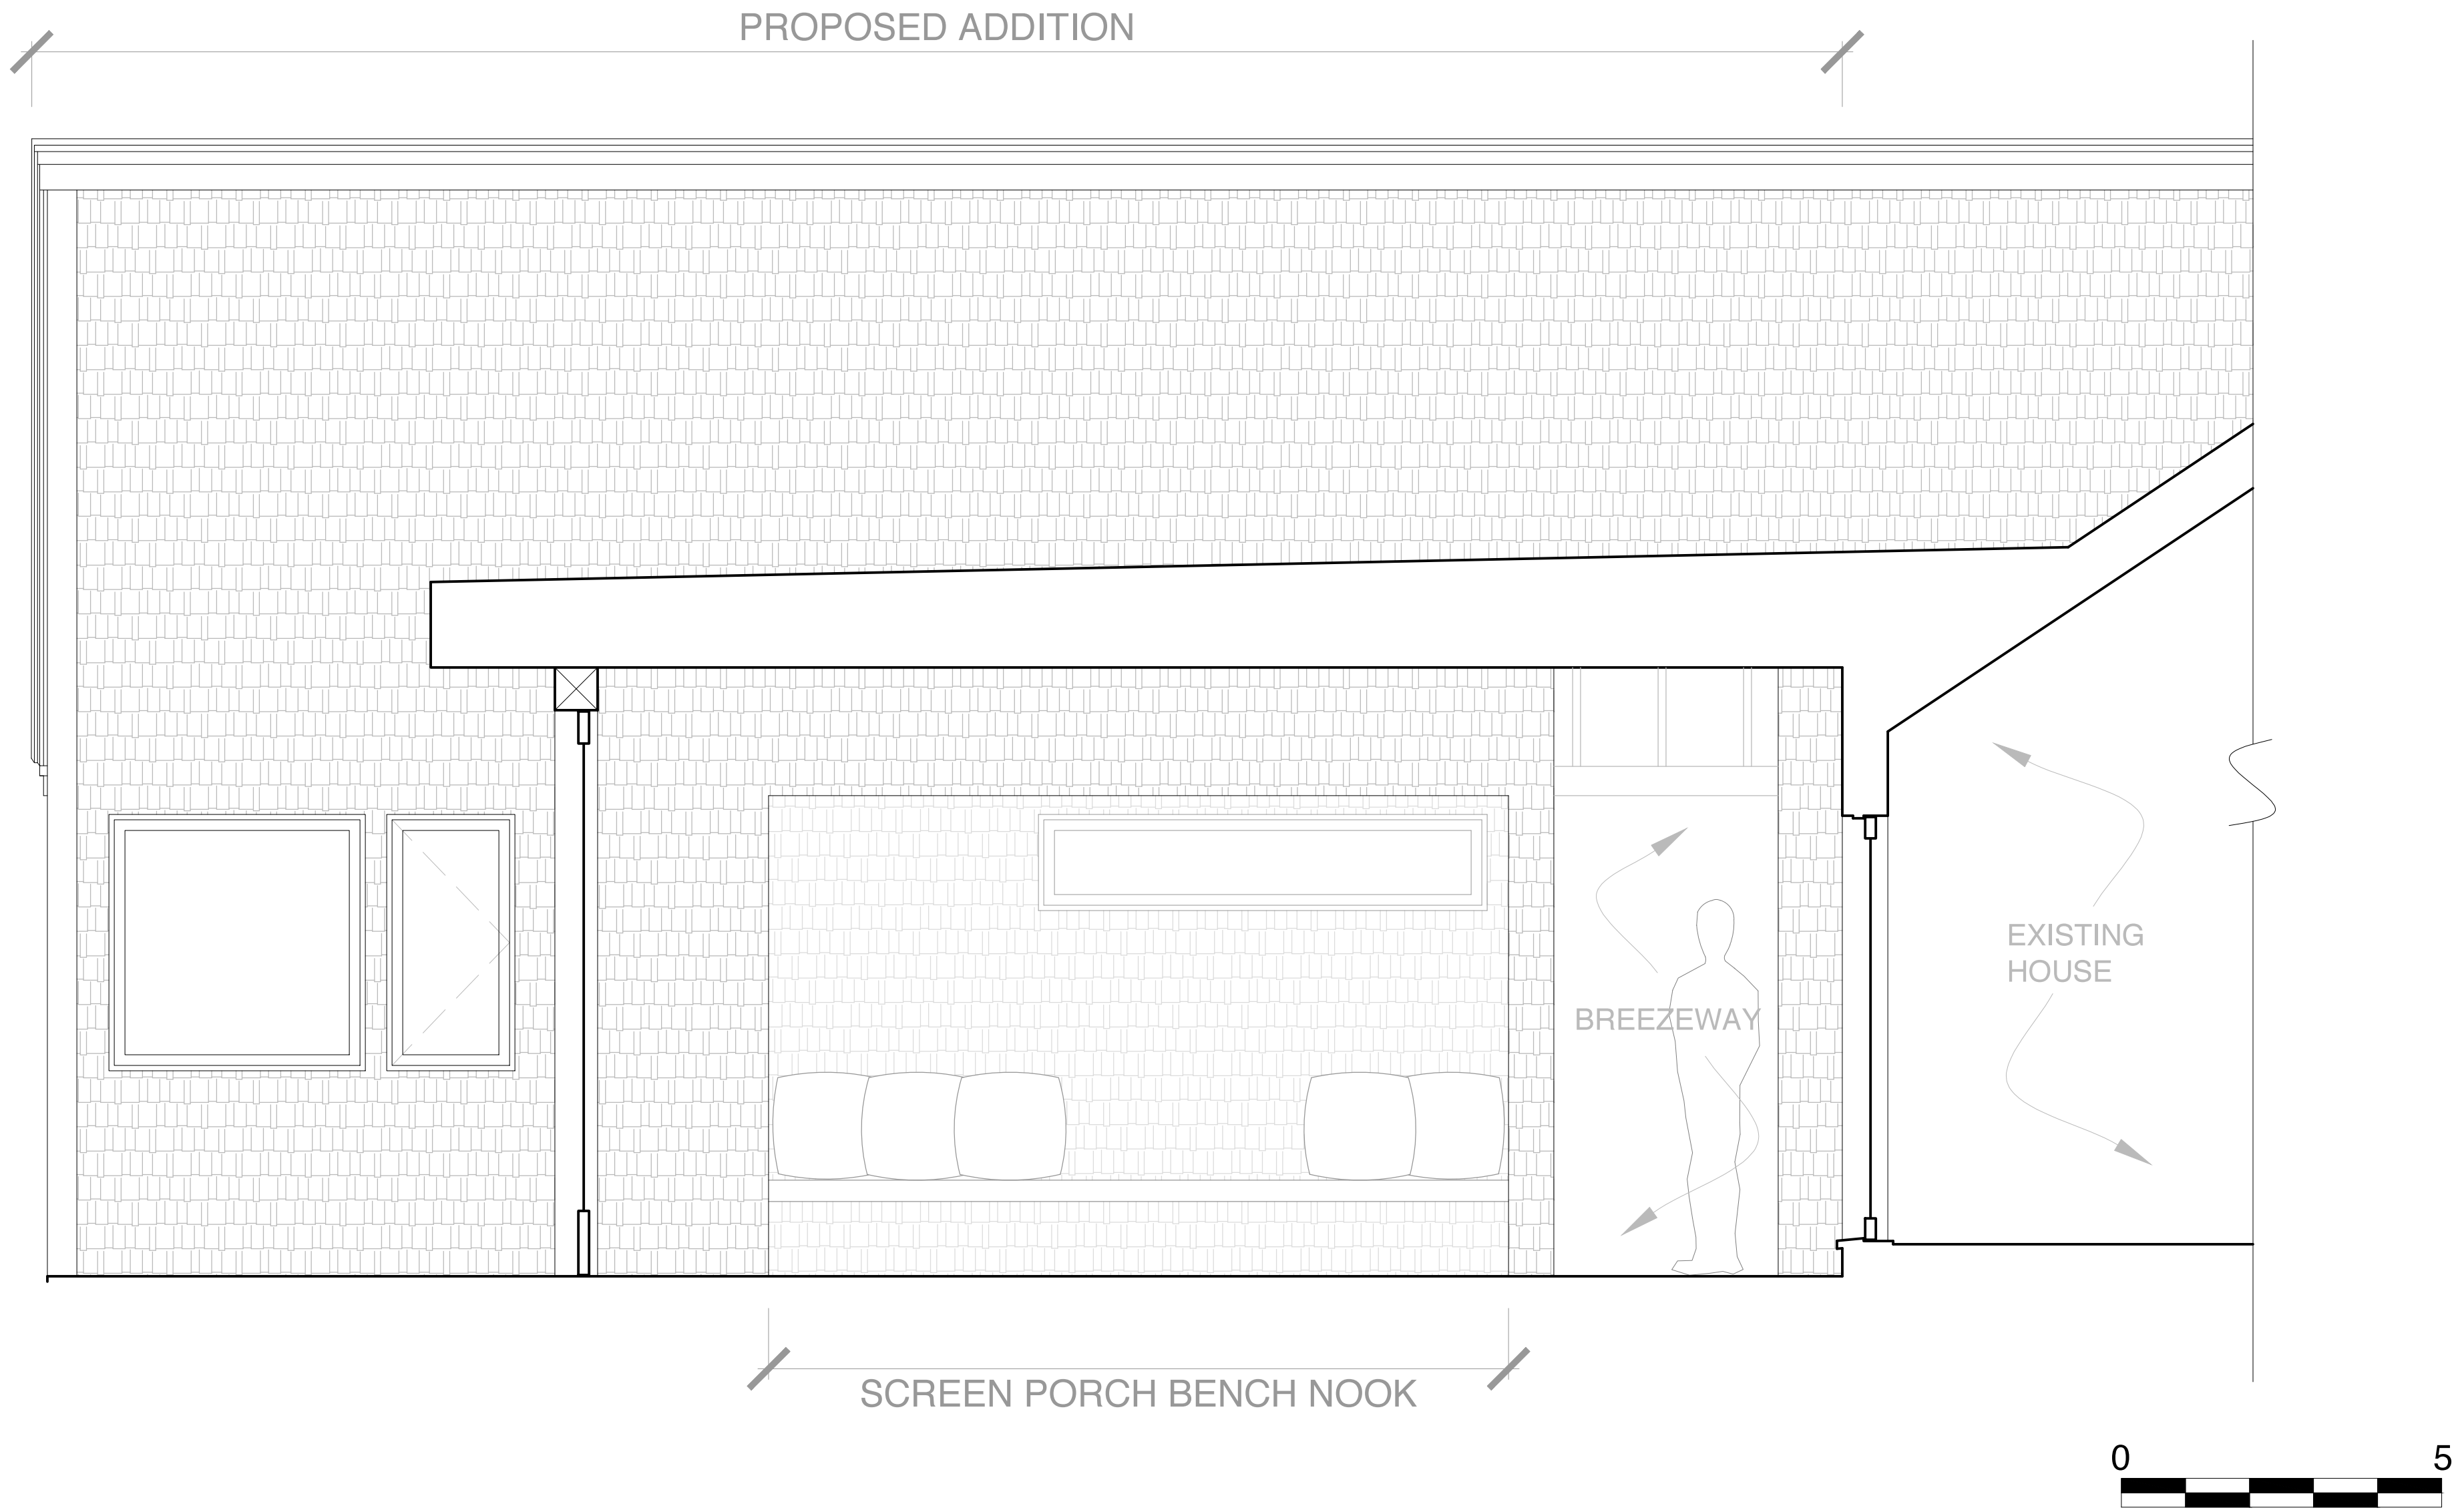 PROPOSED ADDITION
EXISTING
HOUSE
BREEZEWAY
SCREEN PORCH BENCH NOOK
0 5